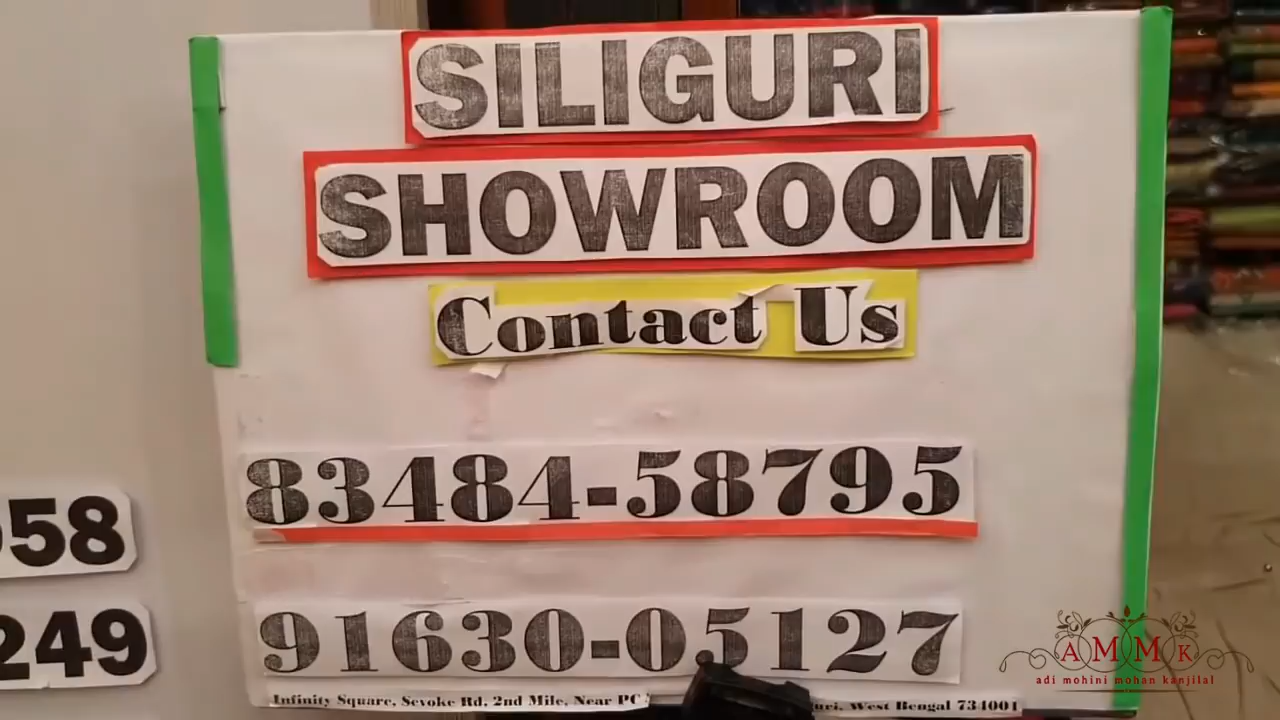 SILIGURI
SHOWROOM
Contact Us
83484-58795
91630-05127
Infinity Square, Sevoke Rd, 2nd Mile, Near PC
West Bengal 734001
58
249
AMMK
adi mohini mohan kanjilal